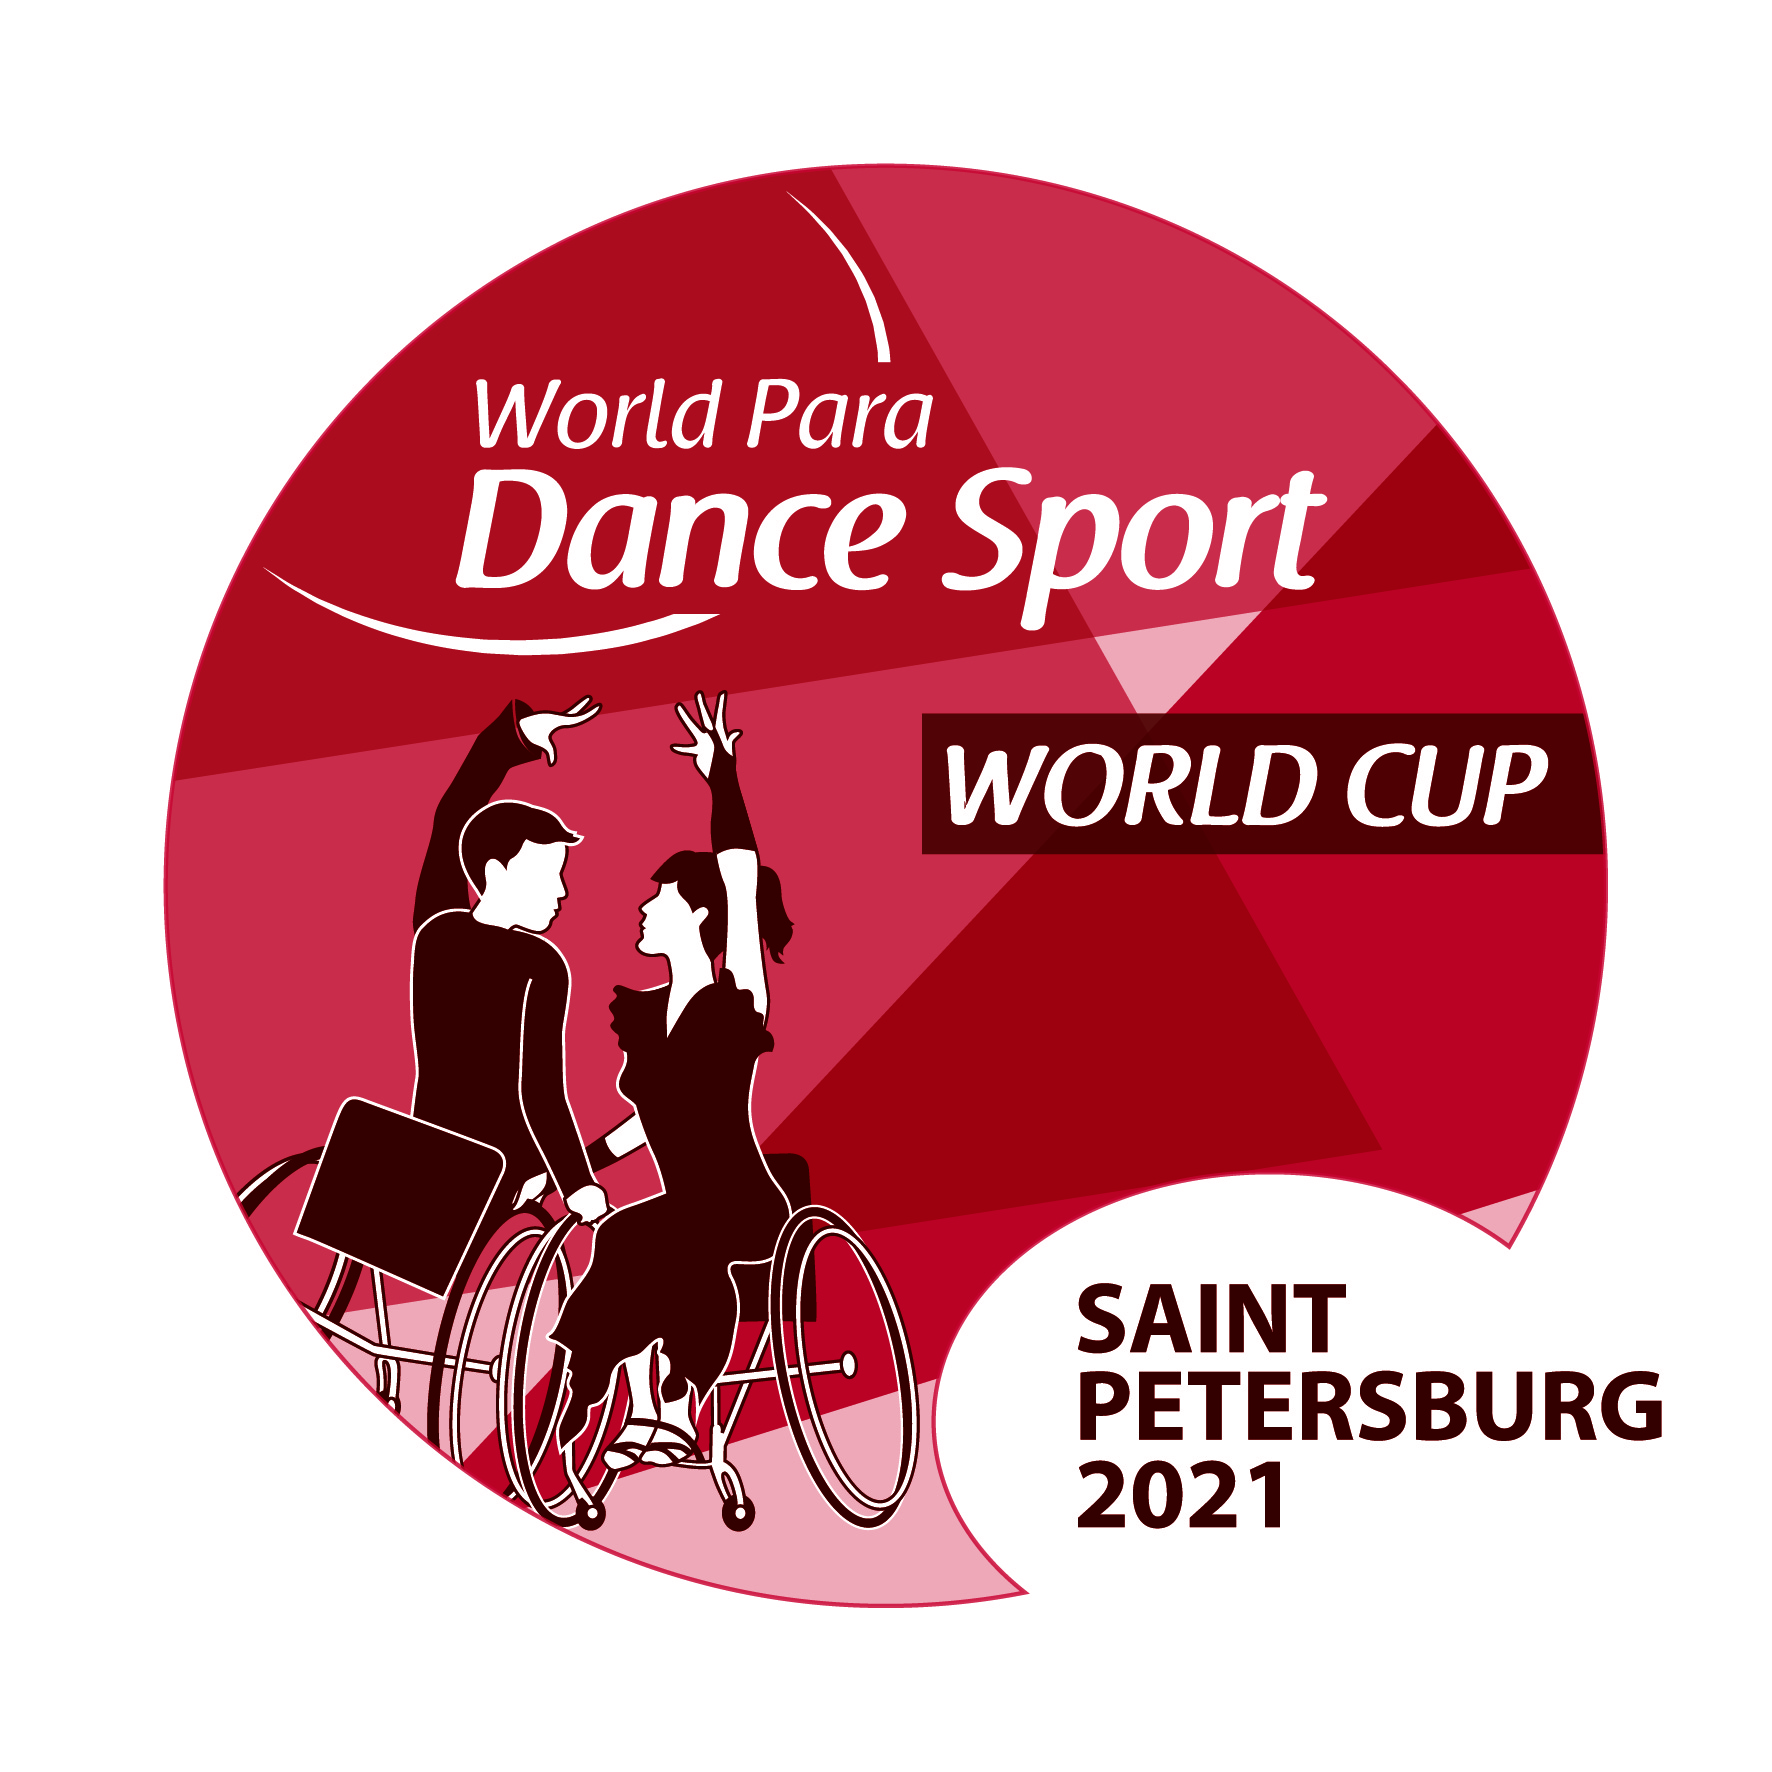 World Para
Dance Sport
WORLD CUP
SAINT
PETERSBURG
2021